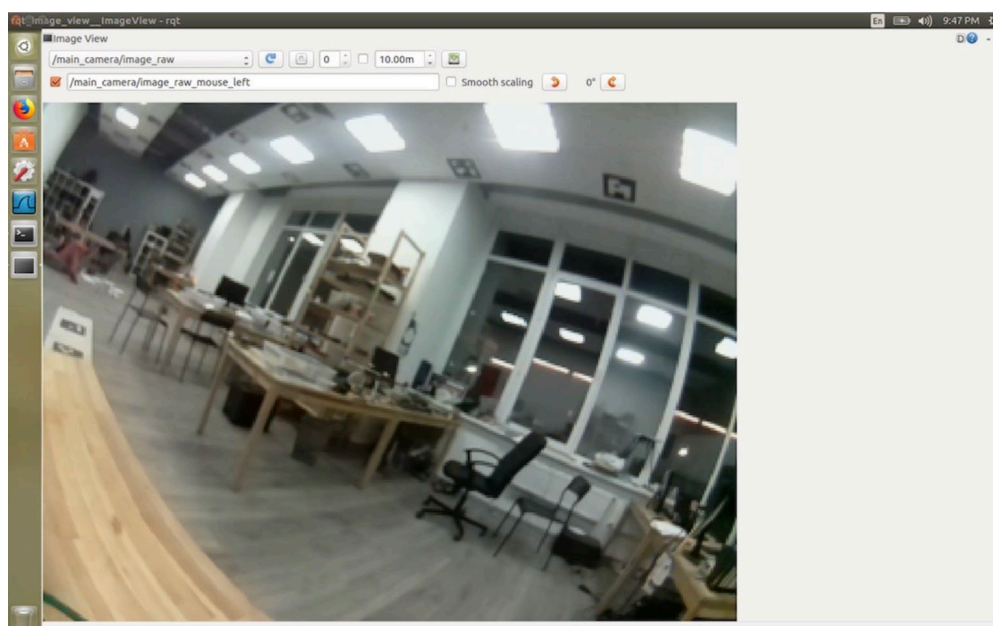 rqt_image_view__ImageView - rqt
En
9:47 PM
Image View
D
/main_camera/image_raw
0
10.00m
/main_camera/image_raw_mouse_left
Smooth scaling
0°